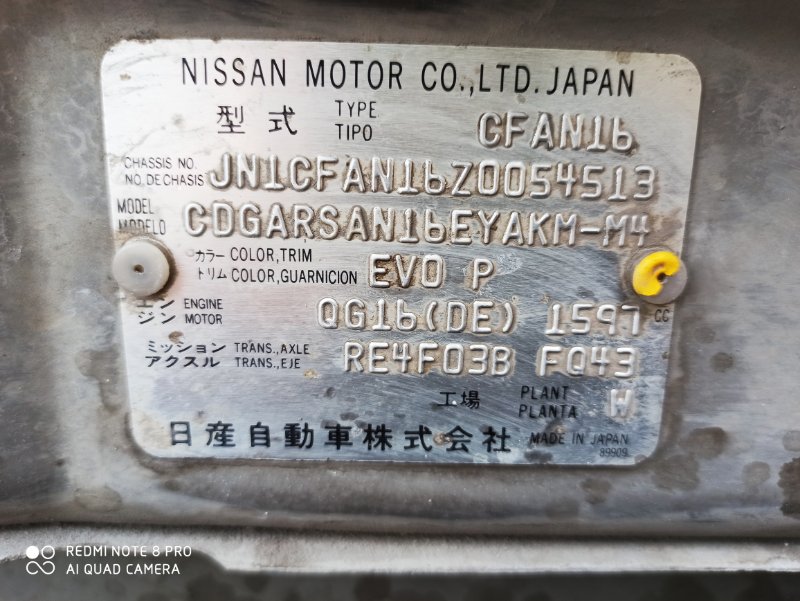 NISSAN MOTOR CO.,LTD. JAPAN
型式 TYPE TIPO CFAN16
CHASSIS NO. NO. DE CHASIS JN1CFAN16Z0054513
MODEL MODELO CDGARSAN16EYAKM-M4
カラー COLOR,TRIM
トリム COLOR,GUARNICION EV0 P
エン ENGINE
ジン MOTOR QG16(DE) 1597 CC
ミッション TRANS.,AXLE
アクスル TRANS.,EJE RE4F03B FQ43
工場 PLANT PLANTA W
日産自動車株式会社 MADE IN JAPAN
89909
REDMI NOTE 8 PRO
AI QUAD CAMERA